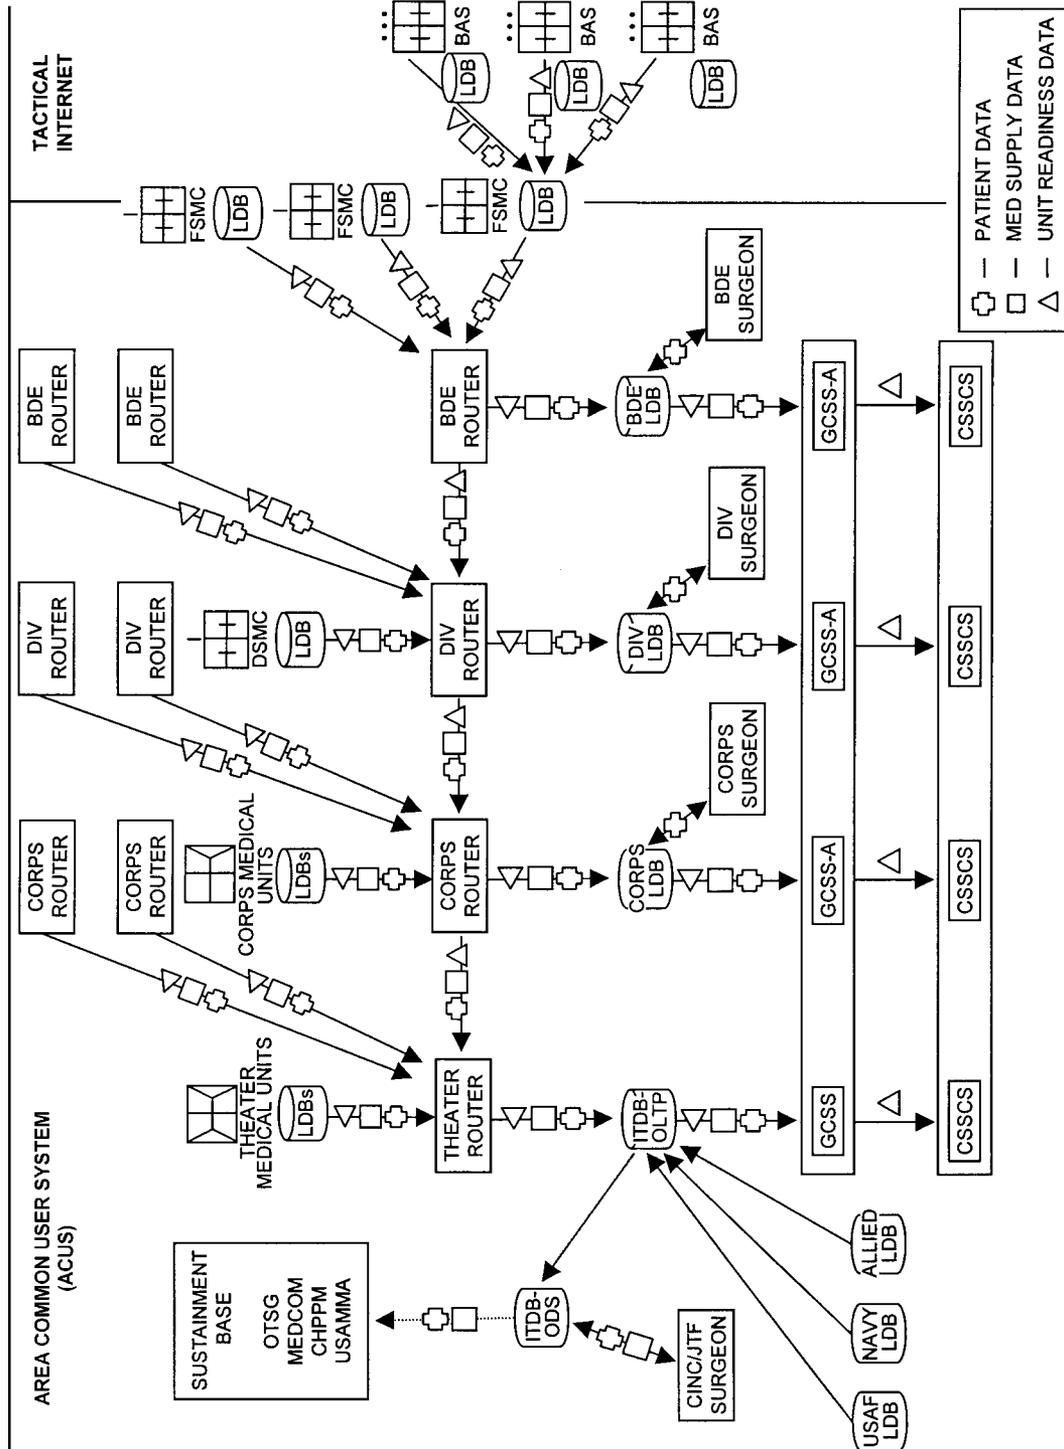 AREA COMMON USER SYSTEM
(ACUS)
TACTICAL
INTERNET
SUSTAINMENT
BASE
OTSG
MEDCOM
CHPPM
USAMMA
CORPS
ROUTER
DIV
ROUTER
BDE
ROUTER
CORPS
ROUTER
DIV
ROUTER
BDE
ROUTER
THEATER
MEDICAL UNITS
LDBs
CORPS MEDICAL
UNITS
LDBs
DSMC
LDB
FSMC
LDB
FSMC
LDB
FSMC
LDB
BAS
LDB
BAS
LDB
BAS
LDB
THEATER
ROUTER
CORPS
ROUTER
DIV
ROUTER
BDE
ROUTER
ITDB-
ODS
ITDB-
OLTP
CORPS
LDB
DIV
LDB
BDE
LDB
CINC/JTF
SURGEON
CORPS
SURGEON
DIV
SURGEON
BDE
SURGEON
USAF
LDB
NAVY
LDB
ALLIED
LDB
GCSS
GCSS-A
GCSS-A
GCSS-A
CSSCS
CSSCS
CSSCS
CSSCS
— PATIENT DATA
— MED SUPPLY DATA
— UNIT READINESS DATA